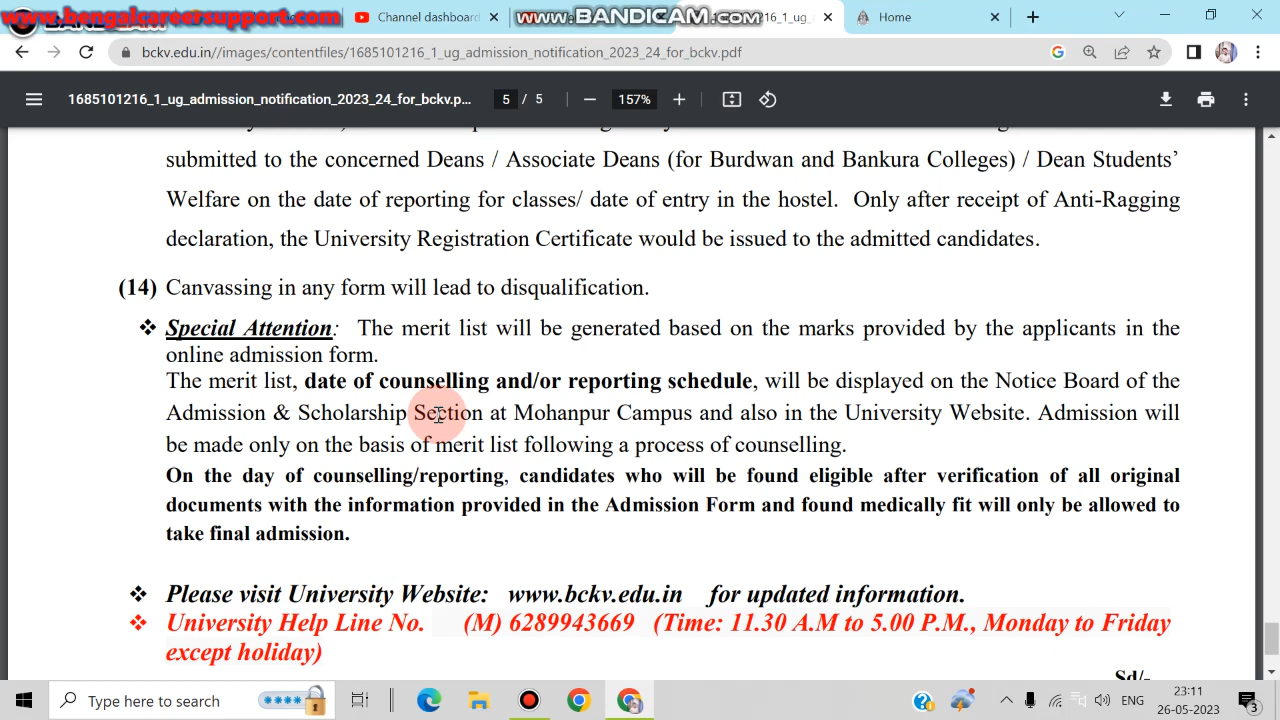 www.bengalcareersupport.com
Channel dashboard
www.BANDICAM.com
16_1_ug_
Home
bckv.edu.in//images/contentfiles/1685101216_1_ug_admission_notification_2023_24_for_bckv.pdf
1685101216_1_ug_admission_notification_2023_24_for_bckv.p... 5 / 5 157%
submitted to the concerned Deans / Associate Deans (for Burdwan and Bankura Colleges) / Dean Students’
Welfare on the date of reporting for classes/ date of entry in the hostel. Only after receipt of Anti-Ragging
declaration, the University Registration Certificate would be issued to the admitted candidates.
(14) Canvassing in any form will lead to disqualification.
❖ Special Attention: The merit list will be generated based on the marks provided by the applicants in the
online admission form.
The merit list, date of counselling and/or reporting schedule, will be displayed on the Notice Board of the
Admission & Scholarship Section at Mohanpur Campus and also in the University Website. Admission will
be made only on the basis of merit list following a process of counselling.
On the day of counselling/reporting, candidates who will be found eligible after verification of all original
documents with the information provided in the Admission Form and found medically fit will only be allowed to
take final admission.
❖ Please visit University Website: www.bckv.edu.in for updated information.
❖ University Help Line No. (M) 6289943669 (Time: 11.30 A.M to 5.00 P.M., Monday to Friday
except holiday)
Sd/-
Type here to search
ENG
23:11
26-05-2023
3